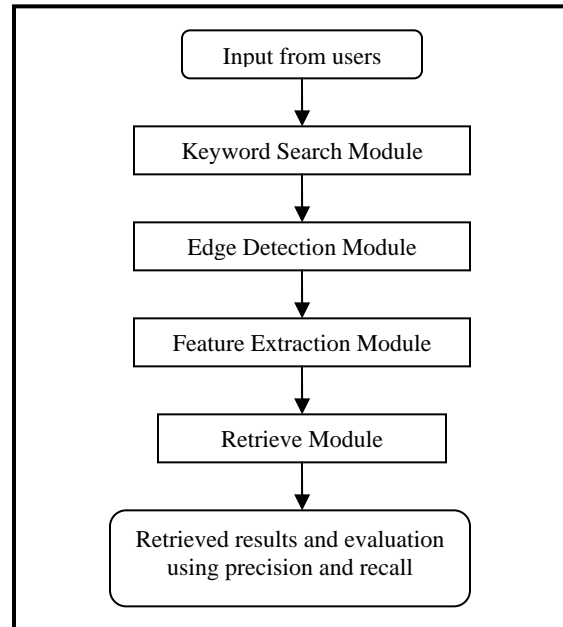 Input from users
Keyword Search Module
Edge Detection Module
Feature Extraction Module
Retrieve Module
Retrieved results and evaluation
using precision and recall